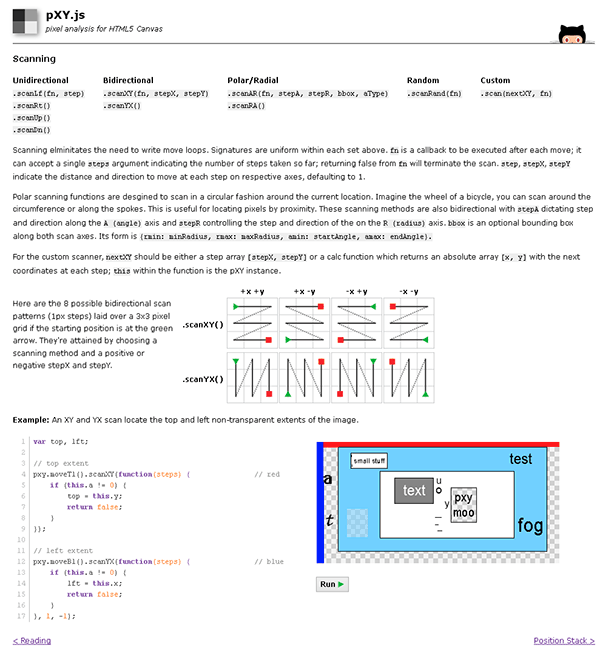 pXY.js
pixel analysis for HTML5 Canvas
Scanning
Unidirectional Bidirectional Polar/Radial Random Custom
.scanLf(fn, step) .scanXY(fn, stepX, stepY) .scanAR(fn, stepA, stepR, bbox, aType) .scanRand(fn) .scan(nextXY, fn)
.scanRt() .scanYX() .scanRA()
.scanUp()
.scanDn()
Scanning elminitates the need to write move loops. Signatures are uniform within each set above. fn is a callback to be executed after each move; it
can accept a single steps argument indicating the number of steps taken so far; returning false from fn will terminate the scan. step, stepX, stepY
indicate the distance and direction to move at each step on respective axes, defaulting to 1.
Polar scanning functions are desgined to scan in a circular fashion around the current location. Imagine the wheel of a bicycle, you can scan around the
circumference or along the spokes. This is useful for locating pixels by proximity. These scanning methods are also bidirectional with stepA dictating step
and direction along the A (angle) axis and stepR controlling the step and direction of the on the R (radius) axis. bbox is an optional bounding box
along both scan axes. Its form is {rmin: minRadius, rmax: maxRadius, amin: startAngle, amax: endAngle}.
For the custom scanner, nextXY should be either a step array [stepX, stepY] or a calc function which returns an absolute array [x, y] with the next
coordinates at each step; this within the function is the pXY instance.
+x +y +x -y -x +y -x -y
Here are the 8 possible bidirectional scan
patterns (1px steps) laid over a 3x3 pixel
grid if the starting position is at the green
arrow. They're attained by choosing a
scanning method and a positive or
negative stepX and stepY.
.scanXY()
.scanYX()
Example: An XY and YX scan locate the top and left non-transparent extents of the image.
1 var top, lft;
2
3 // top extent
4 pxy.moveTl().scanXY(function(steps) { // red
5 if (this.a != 0) {
6 top = this.y;
7 return false;
8 }
9 });
10
11 // left extent
12 pxy.moveBl().scanYX(function(steps) { // blue
13 if (this.a != 0) {
14 lft = this.x;
15 return false;
16 }
17 }, 1, -1);
small stuff
test
a
text
u
o
y
pxy
moo
t
fog
Run
< Reading
Position Stack >